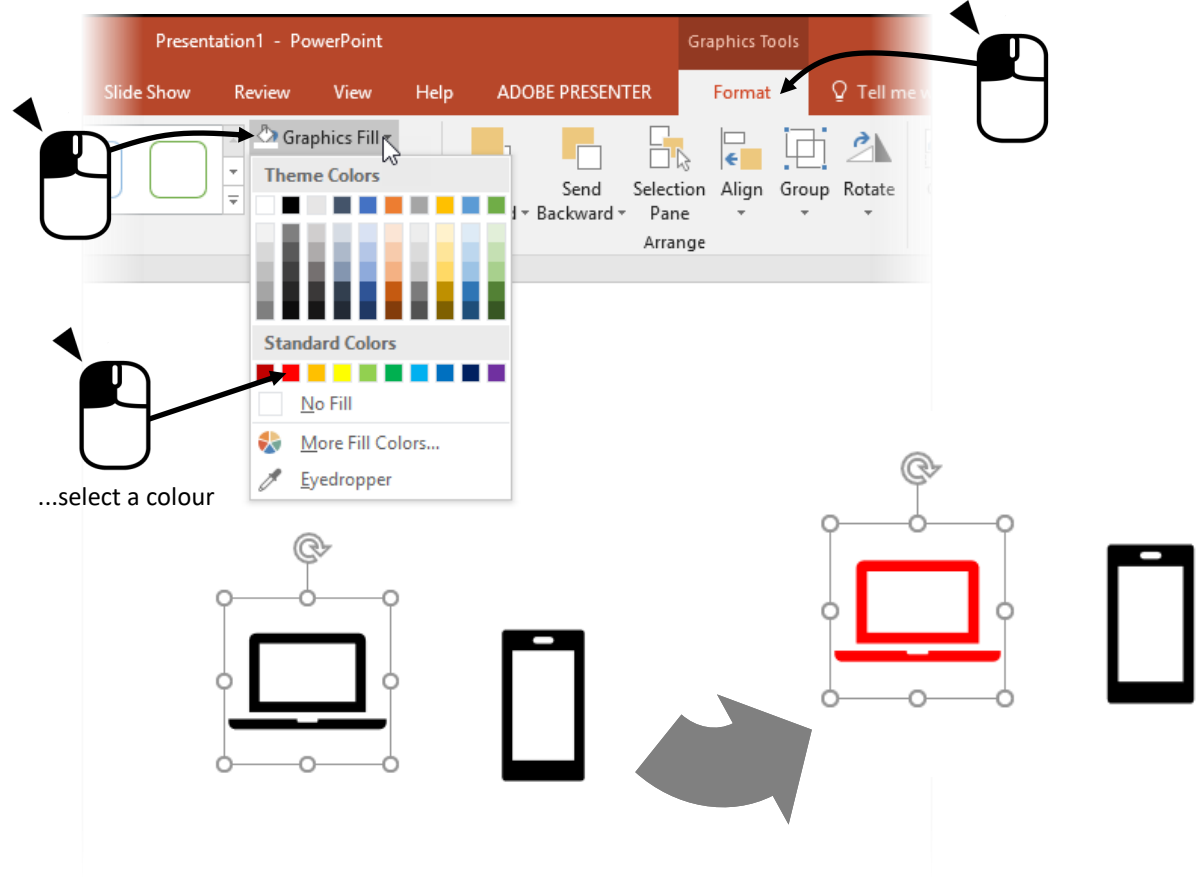 Presentation1 - PowerPoint
Graphics Tools
Slide Show Review View Help ADOBE PRESENTER Format Tell me
Graphics Fill
Theme Colors
Send Backward
Selection Pane
Align
Group
Rotate
Arrange
Standard Colors
No Fill
More Fill Colors...
Eyedropper
...select a colour